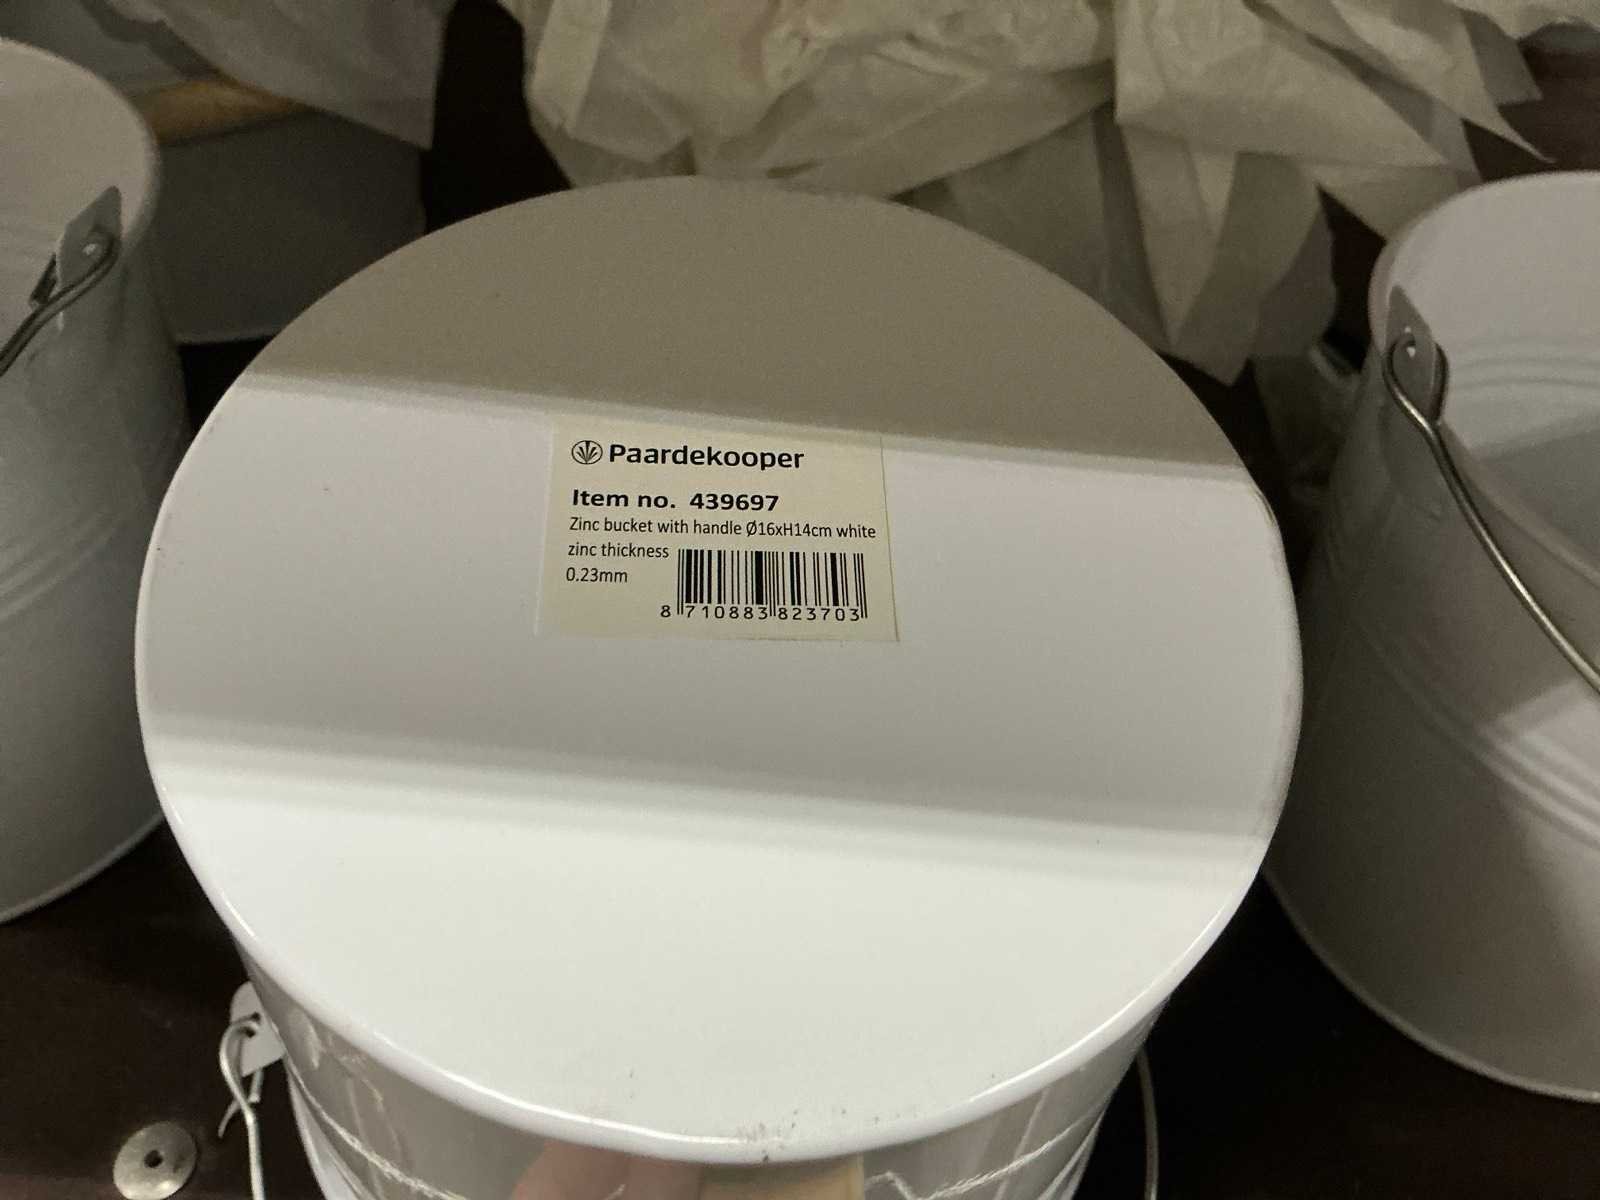 Paardekooper
Item no. 439697
Zinc bucket with handle Ø16xH14cm white
zinc thickness
0.23mm
8 710883 823703